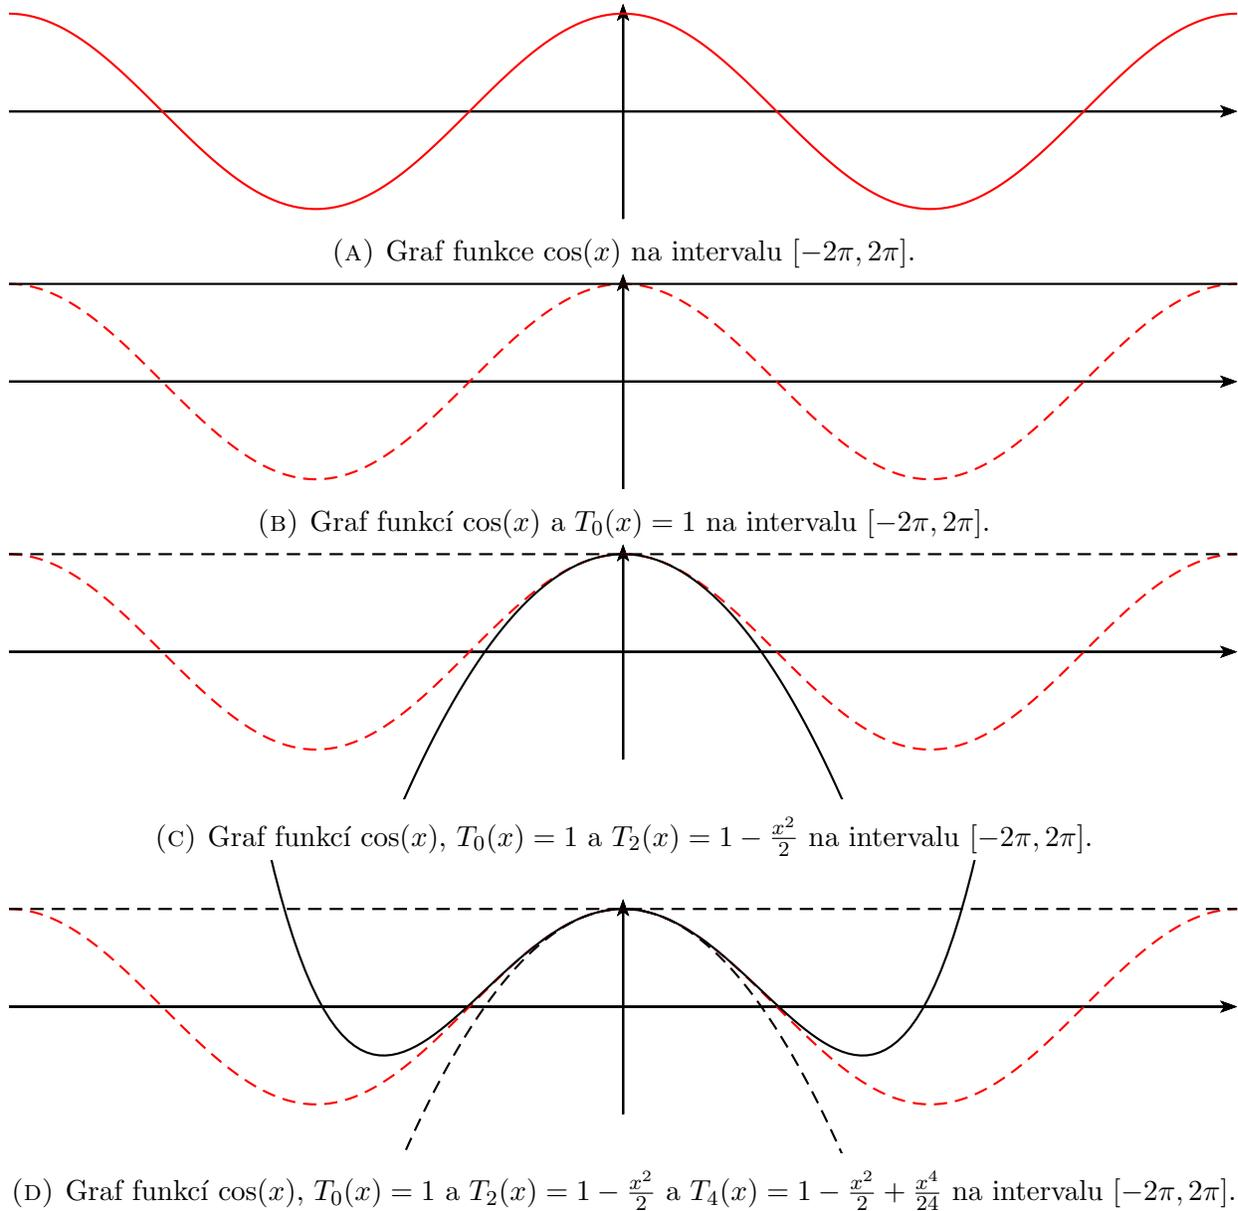 (A) Graf funkce cos(x) na intervalu [−2π, 2π].
(B) Graf funkcí cos(x) a T₀(x) = 1 na intervalu [−2π, 2π].
(C) Graf funkcí cos(x), T₀(x) = 1 a T₂(x) = 1 − x²/2 na intervalu [−2π, 2π].
(D) Graf funkcí cos(x), T₀(x) = 1 a T₂(x) = 1 − x²/2 a T₄(x) = 1 − x²/2 + x⁴/24 na intervalu [−2π, 2π].